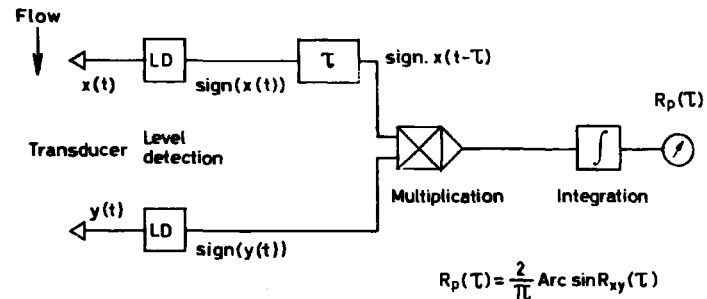 Flow
LD
τ
sign. x(t-τ)
x(t)
sign(x(t))
Rp(τ)
Transducer
Level
detection
∫
Multiplication
Integration
y(t)
LD
sign(y(t))
Rp(τ) = 2/π Arc sin Rxy(τ)